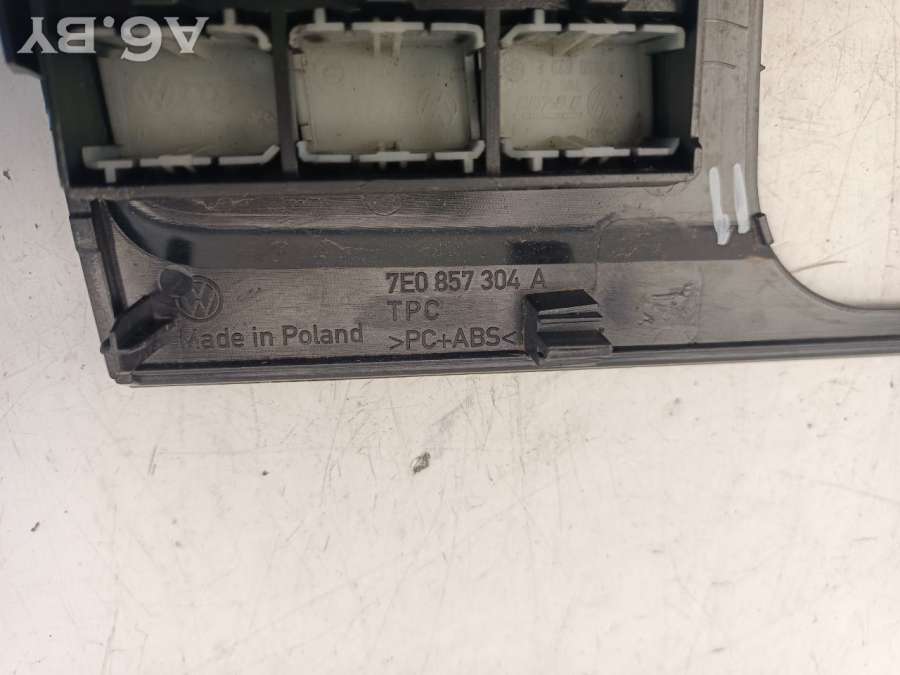 A6.BY
7E0 857 304 A
TPC
Made in Poland
>PC+ABS<